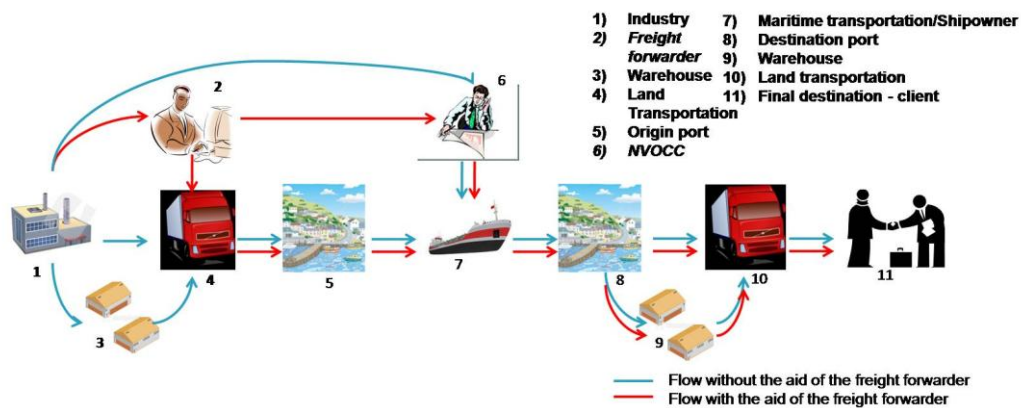 1) Industry
2) Freight
forwarder
3) Warehouse
4) Land
Transportation
5) Origin port
6) NVOCC
7) Maritime transportation/Shipowner
8) Destination port
9) Warehouse
10) Land transportation
11) Final destination - client
2
6
1
4
5
7
8
10
11
3
9
Flow without the aid of the freight forwarder
Flow with the aid of the freight forwarder